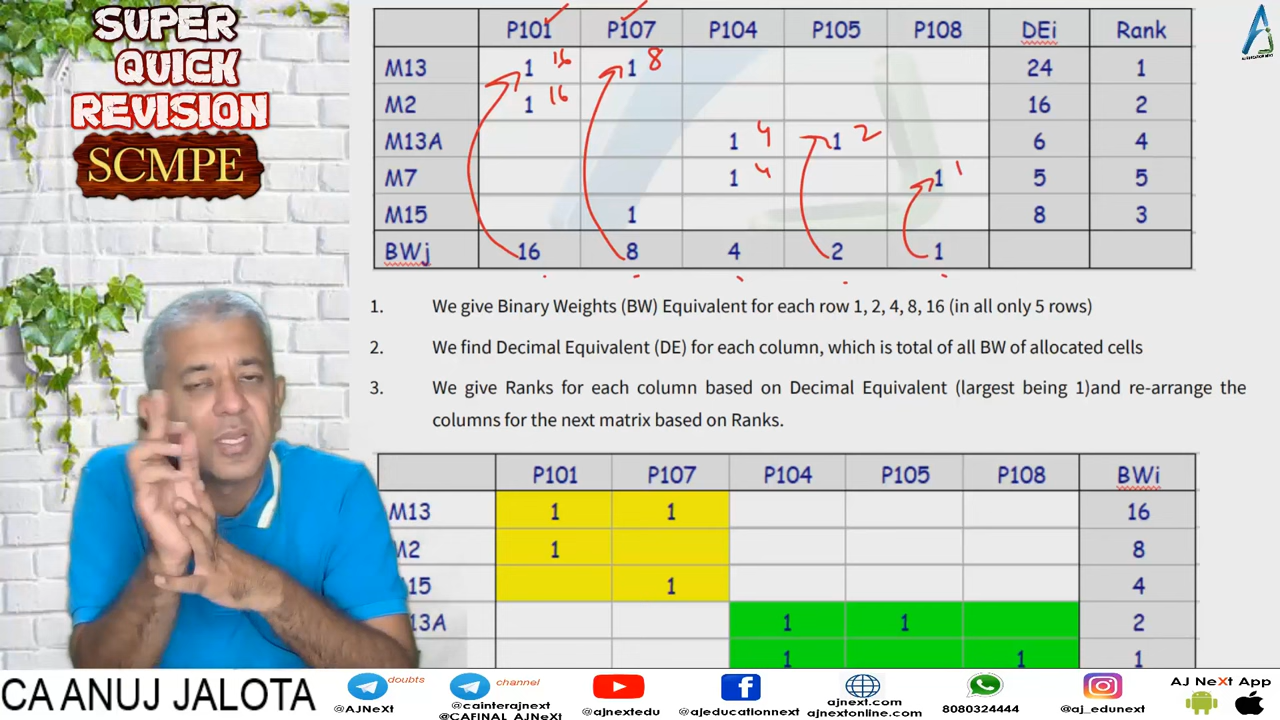 SUPER
QUICK
REVISION
SCMPE
P101 P107 P104 P105 P108 DEi Rank
M13 1 16 1 8 24 1
M2 1 16 16 2
M13A 1 4 1 2 6 4
M7 1 4 1 1 5 5
M15 1 8 3
BWj 16 8 4 2 1
1. We give Binary Weights (BW) Equivalent for each row 1, 2, 4, 8, 16 (in all only 5 rows)
2. We find Decimal Equivalent (DE) for each column, which is total of all BW of allocated cells
3. We give Ranks for each column based on Decimal Equivalent (largest being 1)and re-arrange the
columns for the next matrix based on Ranks.
P101 P107 P104 P105 P108 BWi
M13 1 1 16
M2 1 8
15 1 4
13A 1 1 2
1 1 1
CA ANUJ JALOTA
doubts
@AJNeXt
channel
@cainterajnext
@CAFINAL_AJNeXt
@ajnextedu
@ajeducationnext
ajnext.com
ajnextonline.com
8080324444
@aj_edunext
AJ NeXt App